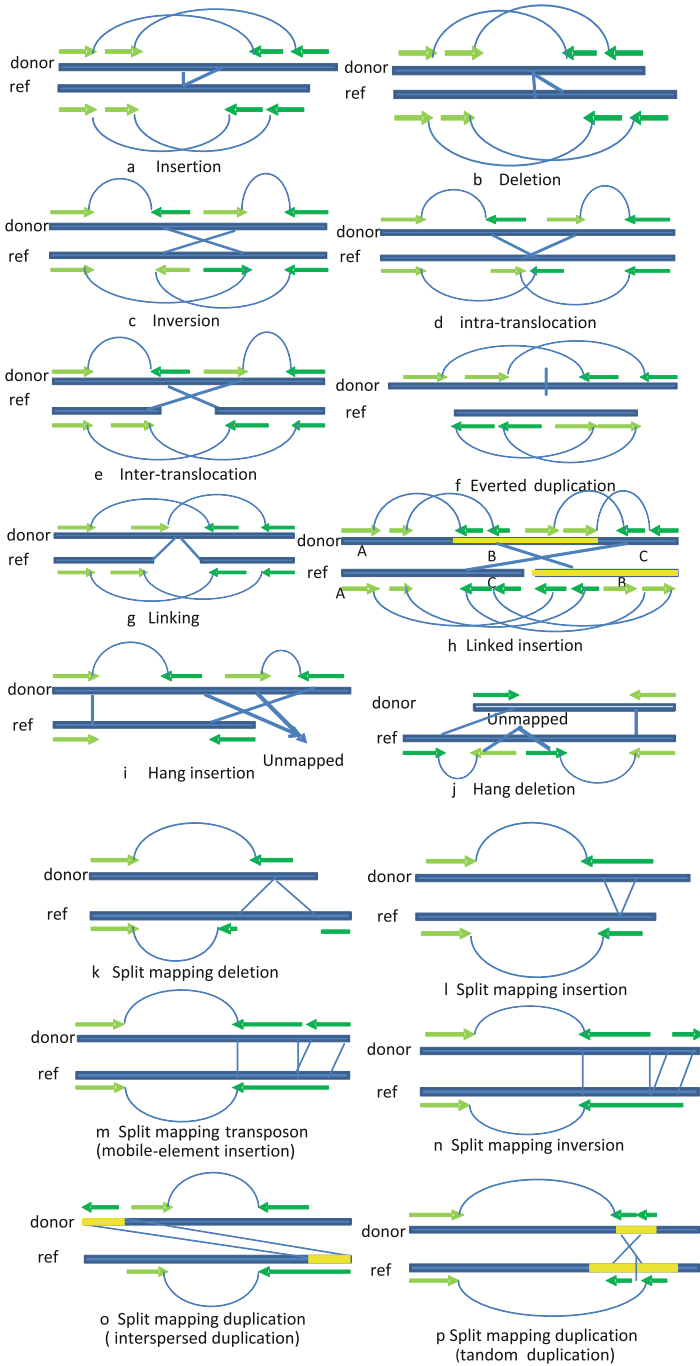 donor
ref
a Insertion
donor
ref
b Deletion
donor
ref
c Inversion
donor
ref
d intra-translocation
donor
ref
e Inter-translocation
donor
ref
f Everted duplication
donor
ref
g Linking
donor
A B C
ref
A C B
h Linked insertion
donor
ref
Unmapped
i Hang insertion
donor
Unmapped
ref
j Hang deletion
donor
ref
k Split mapping deletion
donor
ref
l Split mapping insertion
donor
ref
m Split mapping transposon
(mobile-element insertion)
donor
ref
n Split mapping inversion
donor
ref
o Split mapping duplication
( interspersed duplication)
donor
ref
p Split mapping duplication
(tandom duplication)